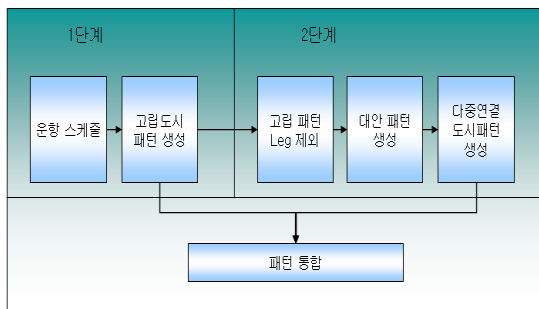 1단계
2단계
운항 스케줄
고립도시
패턴 생성
고립 패턴
Leg 제외
대안 패턴
생성
다중연결
도시패턴
생성
패턴 통합